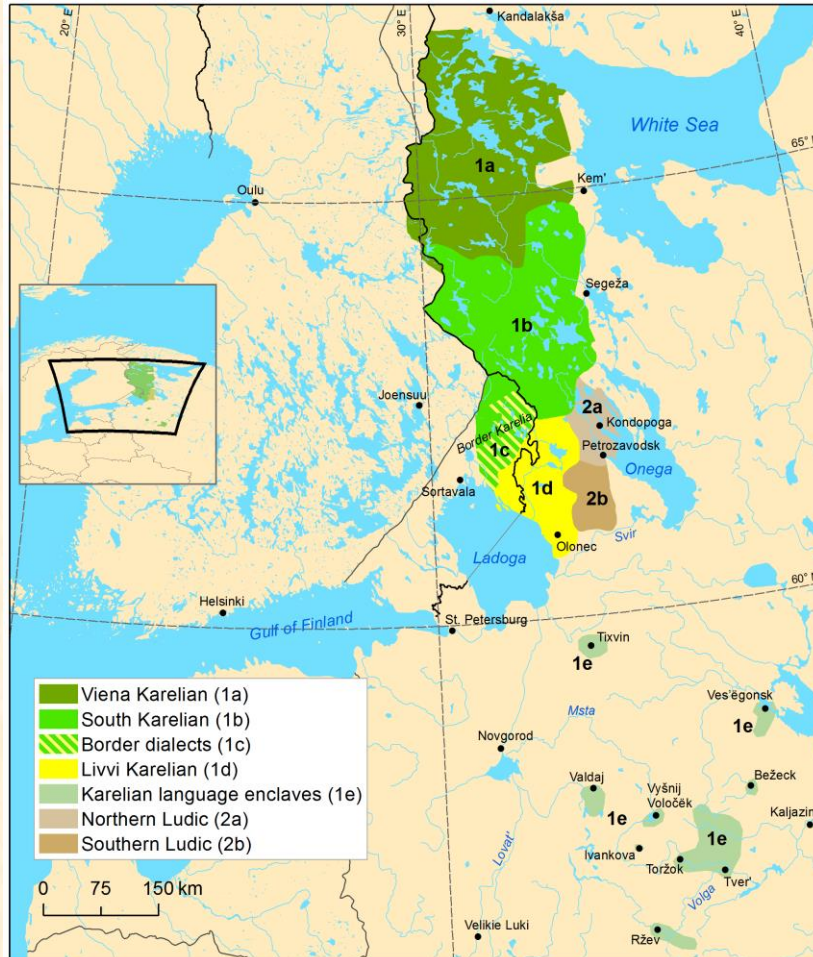 20° E
30° E
40° E
Kandalakša
White Sea
65°
1a
Kem'
Oulu
Segeža
1b
Joensuu
2a
Kondopoga
Border Karelia
Petrozavodsk
1c
Onega
Sortavala
1d
2b
Olonec
Svir
Ladoga
60°
Helsinki
Gulf of Finland
St. Petersburg
Tixvin
1e
Viena Karelian (1a)
South Karelian (1b)
Border dialects (1c)
Livvi Karelian (1d)
Karelian language enclaves (1e)
Northern Ludic (2a)
Southern Ludic (2b)
0 75 150 km
Ves'ëgonsk
1e
Msta
Novgorod
Valdaj
Bežeck
Vyšnij
Voločëk
1e
Kaljazin
Lovat'
Ivankova
1e
Toržok
Tver'
Volga
Velikie Luki
Ržev